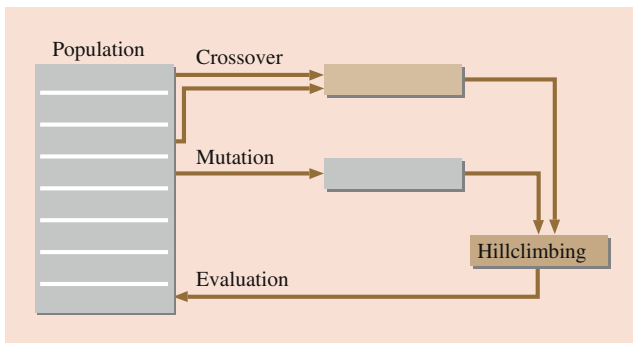 Population
Crossover
Mutation
Hillclimbing
Evaluation